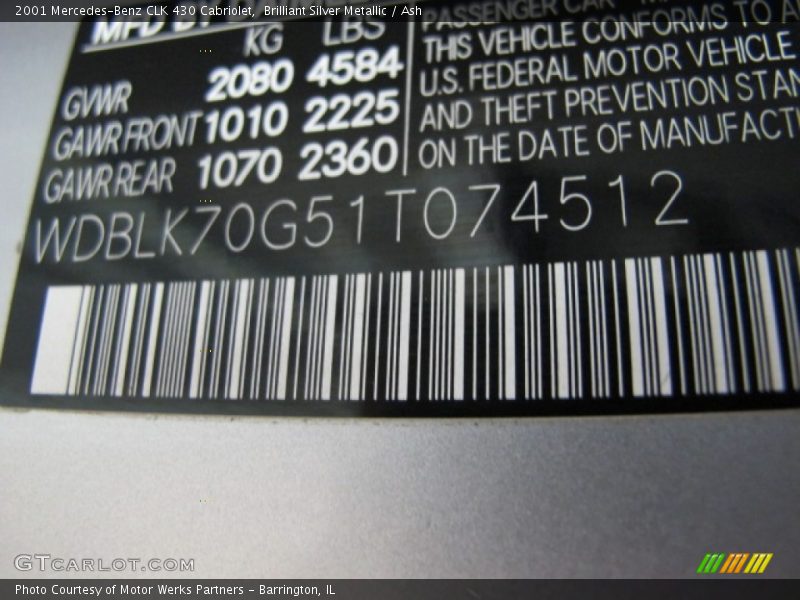 2001 Mercedes-Benz CLK 430 Cabriolet, Brilliant Silver Metallic / Ash
MFD BY
KG LBS
GVWR 2080 4584
GAWR FRONT 1010 2225
GAWR REAR 1070 2360
PASSENGER CAR
THIS VEHICLE CONFORMS TO A
U.S. FEDERAL MOTOR VEHICLE
AND THEFT PREVENTION STAN
ON THE DATE OF MANUFACT
WDBLK70G51T074512
GTCARLOT.COM
Photo Courtesy of Motor Werks Partners - Barrington, IL